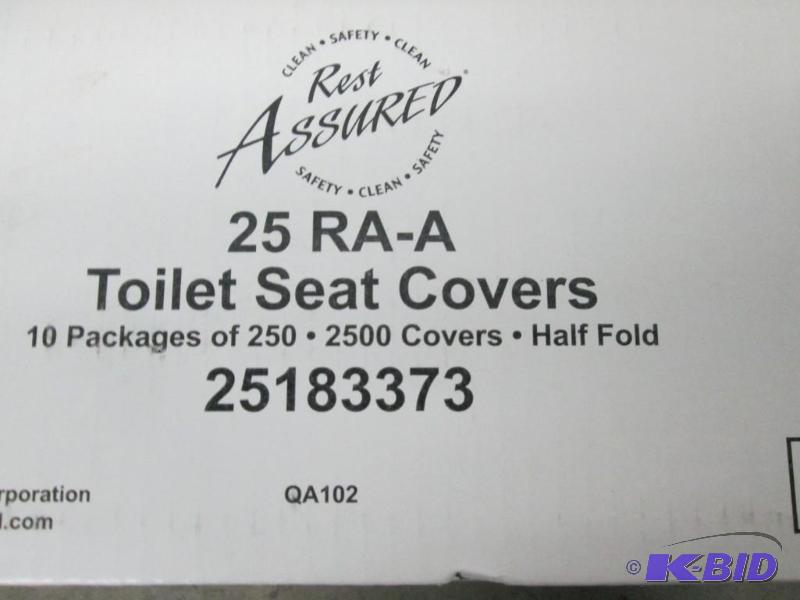 CLEAN • SAFETY • CLEAN
Rest
ASSURED
SAFETY • CLEAN • SAFETY
25 RA-A
Toilet Seat Covers
10 Packages of 250 • 2500 Covers • Half Fold
25183373
rporation
QA102
l.com
© K-BID